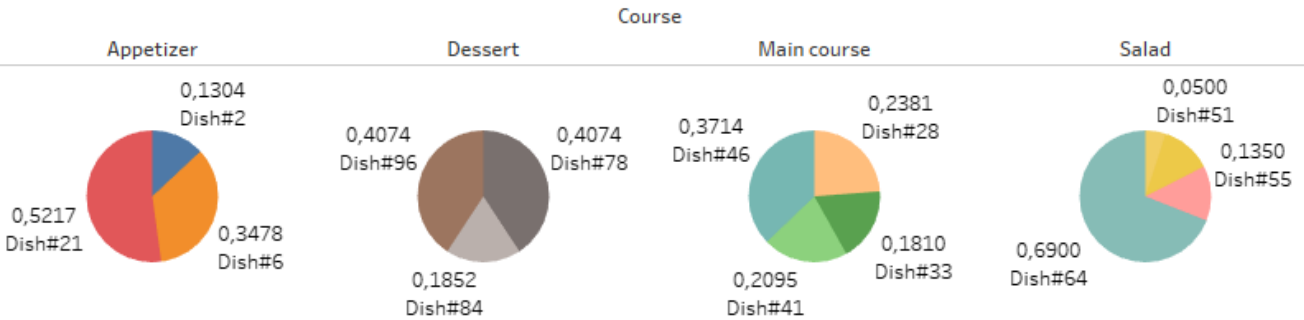 Course
Appetizer
Dessert
Main course
Salad
0,1304
Dish#2
0,3478
Dish#6
0,5217
Dish#21
0,4074
Dish#96
0,4074
Dish#78
0,1852
Dish#84
0,3714
Dish#46
0,2381
Dish#28
0,1810
Dish#33
0,2095
Dish#41
0,0500
Dish#51
0,1350
Dish#55
0,6900
Dish#64